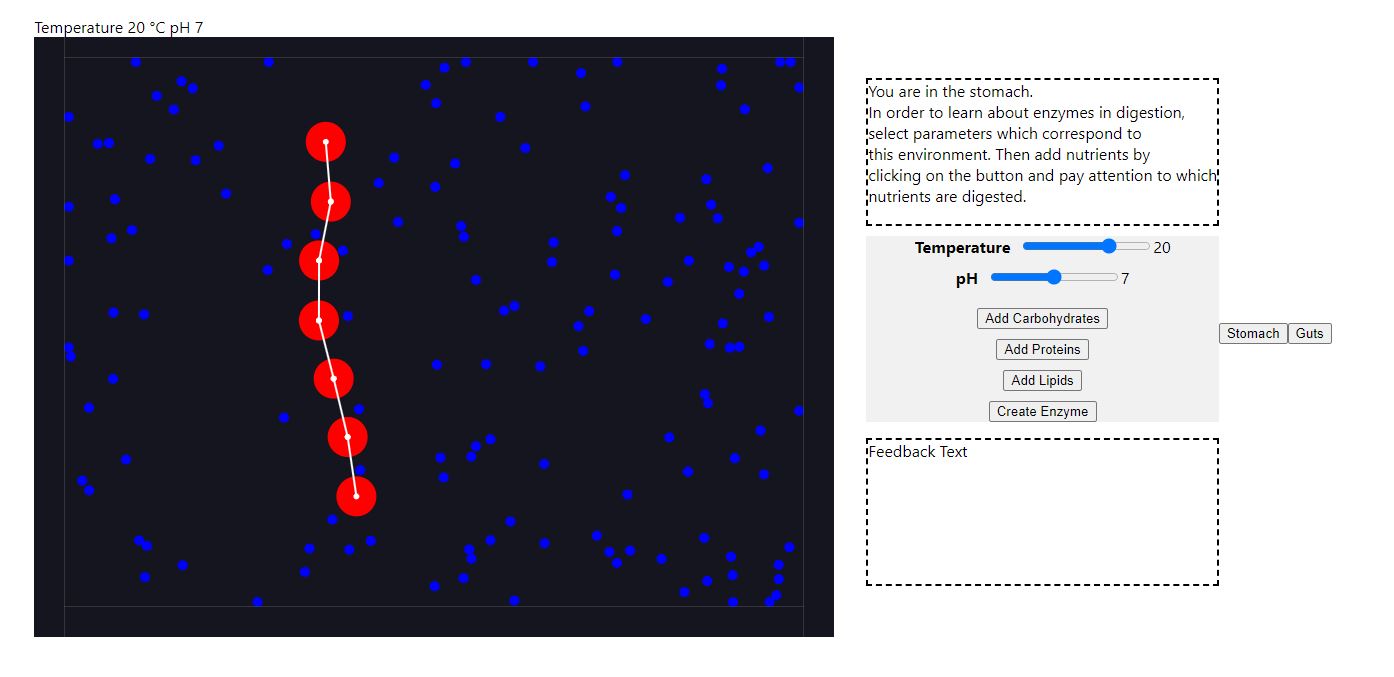 Temperature 20 °C pH 7
You are in the stomach.
In order to learn about enzymes in digestion,
select parameters which correspond to
this environment. Then add nutrients by
clicking on the button and pay attention to which
nutrients are digested.
Temperature 20
pH 7
Add Carbohydrates
Add Proteins
Add Lipids
Create Enzyme
Stomach Guts
Feedback Text